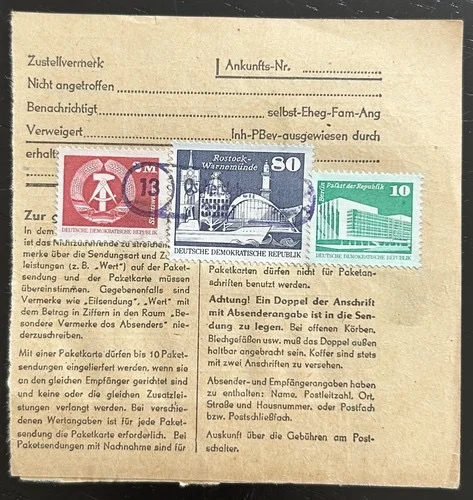 Zustellvermerk
Ankunfts-Nr.
Nicht angetroffen
Benachrichtigt selbst-Eheg-Fam-Ang
Verweigert Inh-PBev-ausgewiesen durch
M
DEUTSCHE DEMOKRATISCHE REPUBLIK
Rostock-
Warnemünde
80
DEUTSCHE DEMOKRATISCHE REPUBLIK
Berlin
Palast der Republik
10
DEUTSCHE DEMOKRATISCHE REPUBLIK
13
Zur
In dem
ist das Nichtzutreffende zu streichen
merke über die Sendungsart und
leistungen (z. B. „Wert") auf der Paket-
sendung und der Paketkarte müssen
übereinstimmen. Gegebenenfalls sind
Vermerke wie „Eilsendung", „Wert" mit
dem Betrag in Ziffern in den Raum „Be-
sondere Vermerke des Absenders" nie-
derzuschreiben.
Mit einer Paketkarte dürfen bis 10 Paket-
sendungen eingeliefert werden, wenn sie
an den gleichen Empfänger gerichtet sind
und keine oder die gleichen Zusatzlei-
stungen verlangt werden. Bei verschie-
denen Wertangaben ist für jede Paket-
sendung die Paketkarte erforderlich. Bei
Paketsendungen mit Nachnahme sind für
Paketkarten dürfen nicht für Paketan-
schriften benutzt werden.
Achtung! Ein Doppel der Anschrift
mit Absenderangabe ist in die Sen-
dung zu legen. Bei offenen Körben,
Blechgefäßen usw. muß das Doppel außen
haltbar angebracht sein. Koffer sind stets
mit zwei Anschriften zu versehen.
Absender- und Empfängerangaben haben
zu enthalten: Name, Postleitzahl, Ort,
Straße und Hausnummer, oder Postfach
bzw. Postschließfach.
Auskunft über die Gebühren am Post-
schalter.